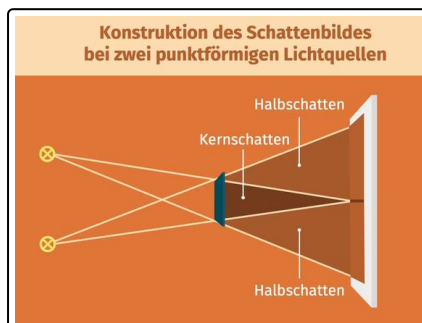 Konstruktion des Schattenbildes
bei zwei punktförmigen Lichtquellen
Halbschatten
Kernschatten
Halbschatten